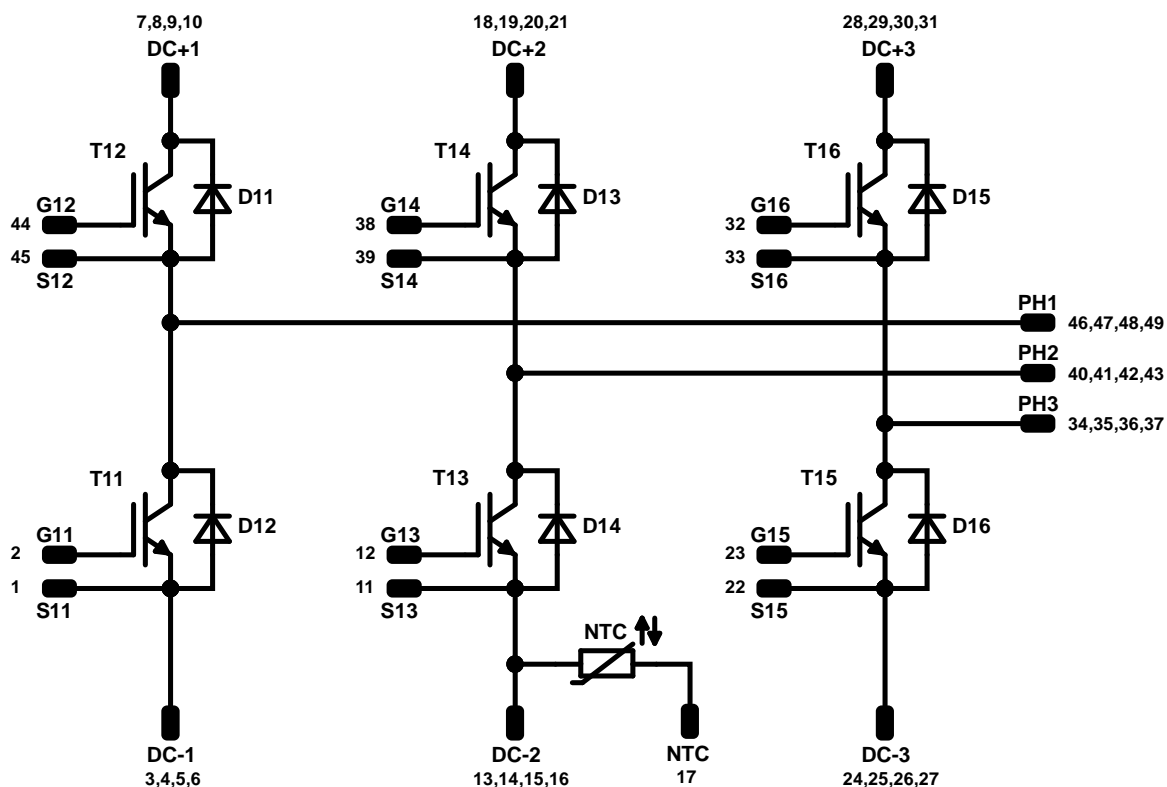 7,8,9,10
DC+1
18,19,20,21
DC+2
28,29,30,31
DC+3
T12
T14
T16
D11
D13
D15
G12
44
45
S12
G14
38
39
S14
G16
32
33
S16
PH1
46,47,48,49
PH2
40,41,42,43
PH3
34,35,36,37
T11
T13
T15
D12
D14
D16
G11
2
1
S11
G13
12
11
S13
G15
23
22
S15
NTC
DC-1
3,4,5,6
DC-2
13,14,15,16
NTC
17
DC-3
24,25,26,27